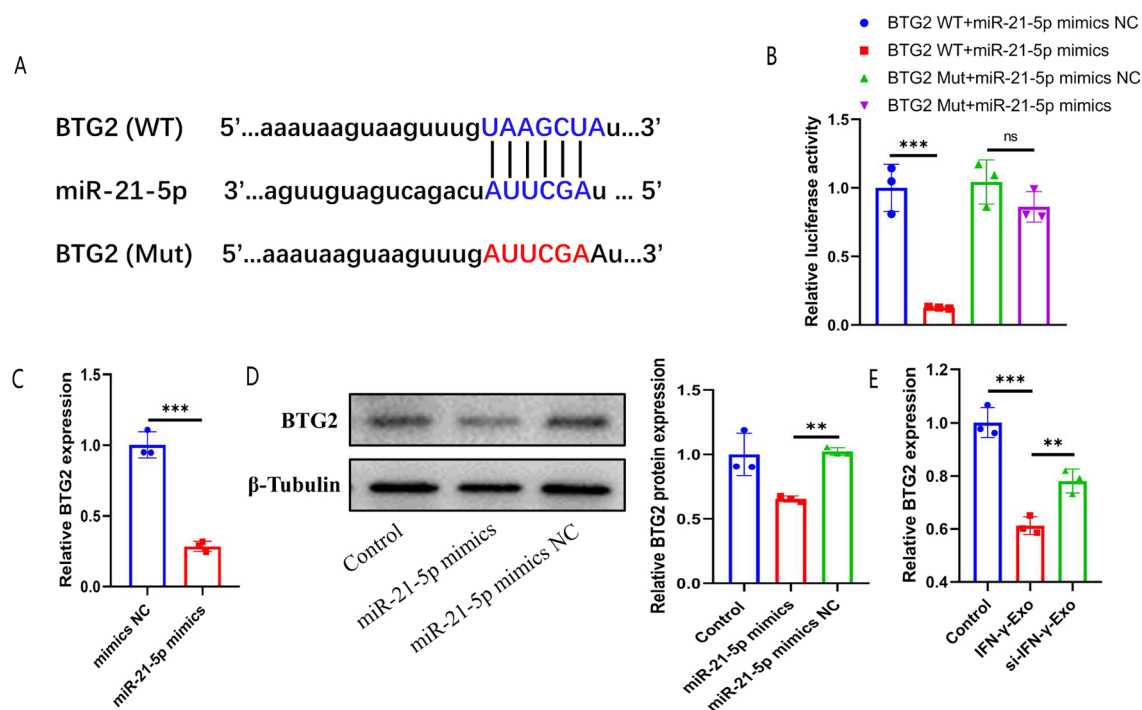 BTG2 WT+miR-21-5p mimics NC
BTG2 WT+miR-21-5p mimics
BTG2 Mut+miR-21-5p mimics NC
BTG2 Mut+miR-21-5p mimics
A
BTG2 (WT) 5’...aaauaaguaaguuugUAAGCUAu...3’
miR-21-5p 3’...aguuguagucagacuAUUCGAu ... 5’
BTG2 (Mut) 5’...aaauaaguaaguuugAUUCGAAu...3’
B
Relative luciferase activity
1.5
1.0
0.5
0.0
***
ns
C
Relative BTG2 expression
1.5
1.0
0.5
0.0
***
mimics NC
miR-21-5p mimics
D
BTG2
β-Tubulin
Control
miR-21-5p mimics
miR-21-5p mimics NC
Relative BTG2 protein expression
1.5
1.0
0.5
0.0
**
Control
miR-21-5p mimics
miR-21-5p mimics NC
E
Relative BTG2 expression
1.2
1.0
0.8
0.6
0.4
***
**
Control
IFN-γ-Exo
si-IFN-γ-Exo